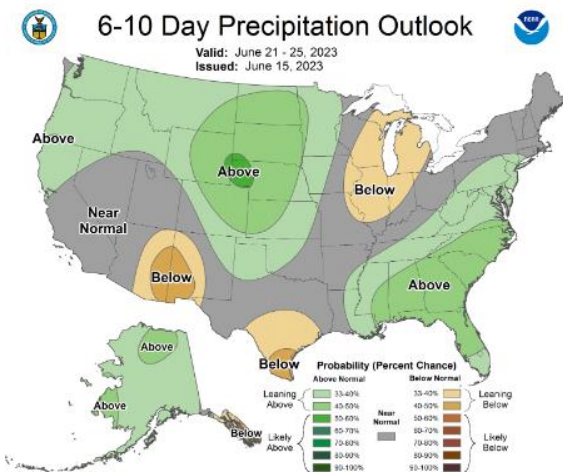 6-10 Day Precipitation Outlook
Valid: June 21 - 25, 2023
Issued: June 15, 2023
Above
Above
Below
Near
Normal
Below
Above
Below
Above
Above
Below
Probability (Percent Chance)
Above Normal
Below Normal
Leaning
Above
33-40%
40-50%
50-60%
60-70%
Likely
Above
70-80%
80-90%
90-100%
Near
Normal
33-40%
40-50%
50-60%
60-70%
70-80%
80-90%
90-100%
Leaning
Below
Likely
Below